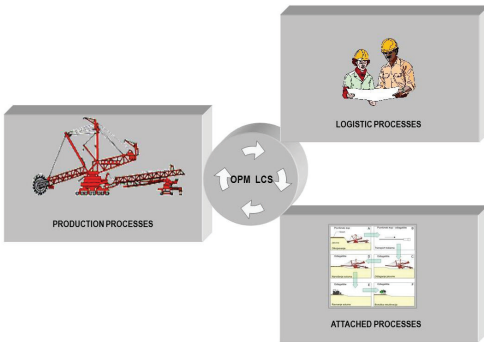 LOGISTIC PROCESSES
OPM LCS
PRODUCTION PROCESSES
ATTACHED PROCESSES